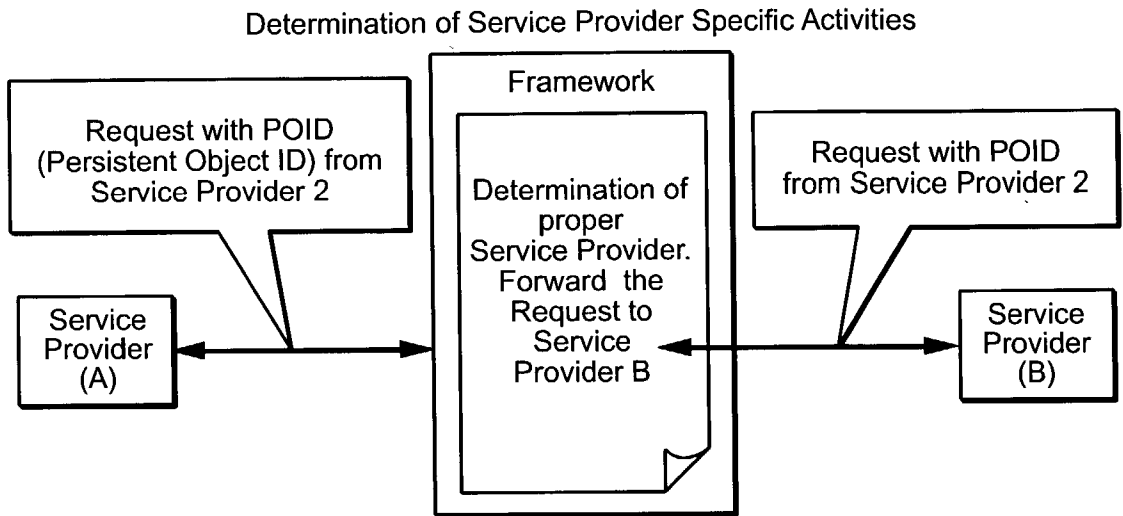 Determination of Service Provider Specific Activities
Framework
Request with POID
(Persistent Object ID) from
Service Provider 2
Request with POID
from Service Provider 2
Determination of
proper
Service Provider.
Forward the
Request to
Service
Provider B
Service
Provider
(A)
Service
Provider
(B)